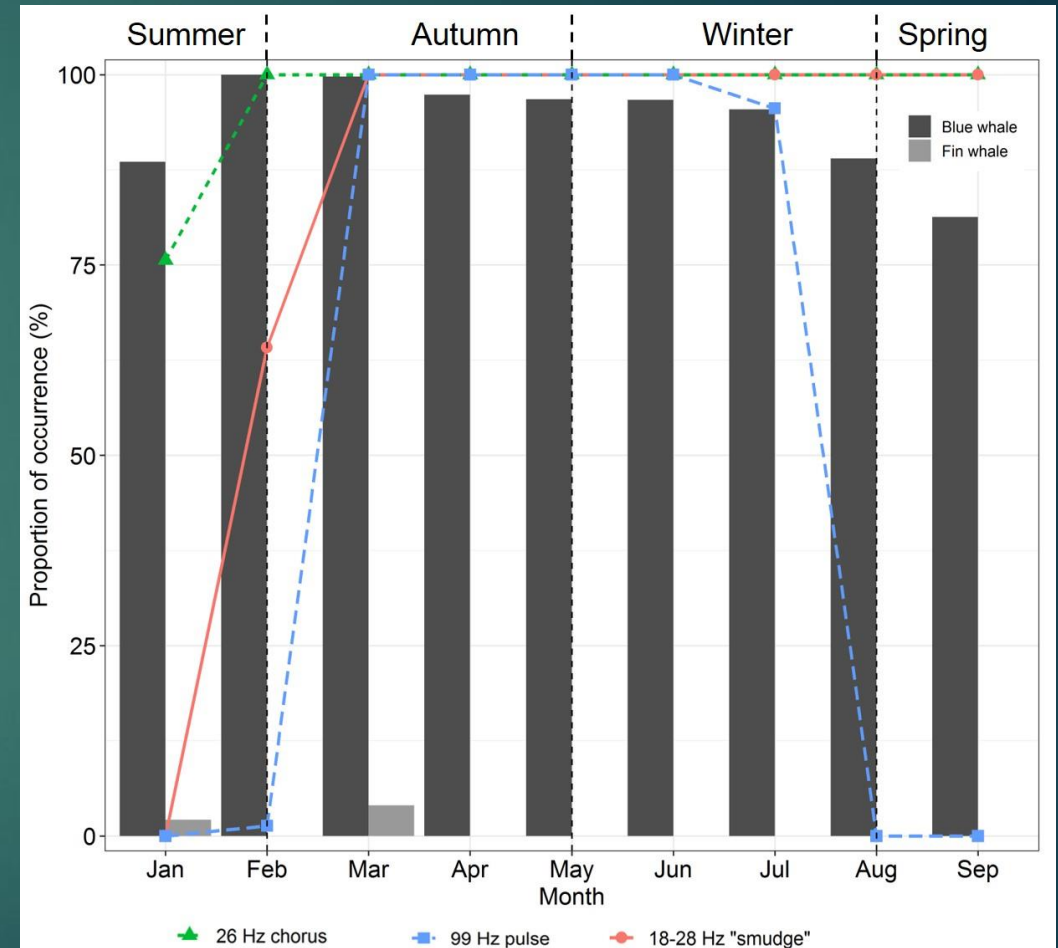 Summer Autumn Winter Spring
100
75
50
25
0
Proportion of occurrence (%)
Blue whale
Fin whale
Jan Feb Mar Apr May Jun Jul Aug Sep
Month
26 Hz chorus 99 Hz pulse 18-28 Hz "smudge"